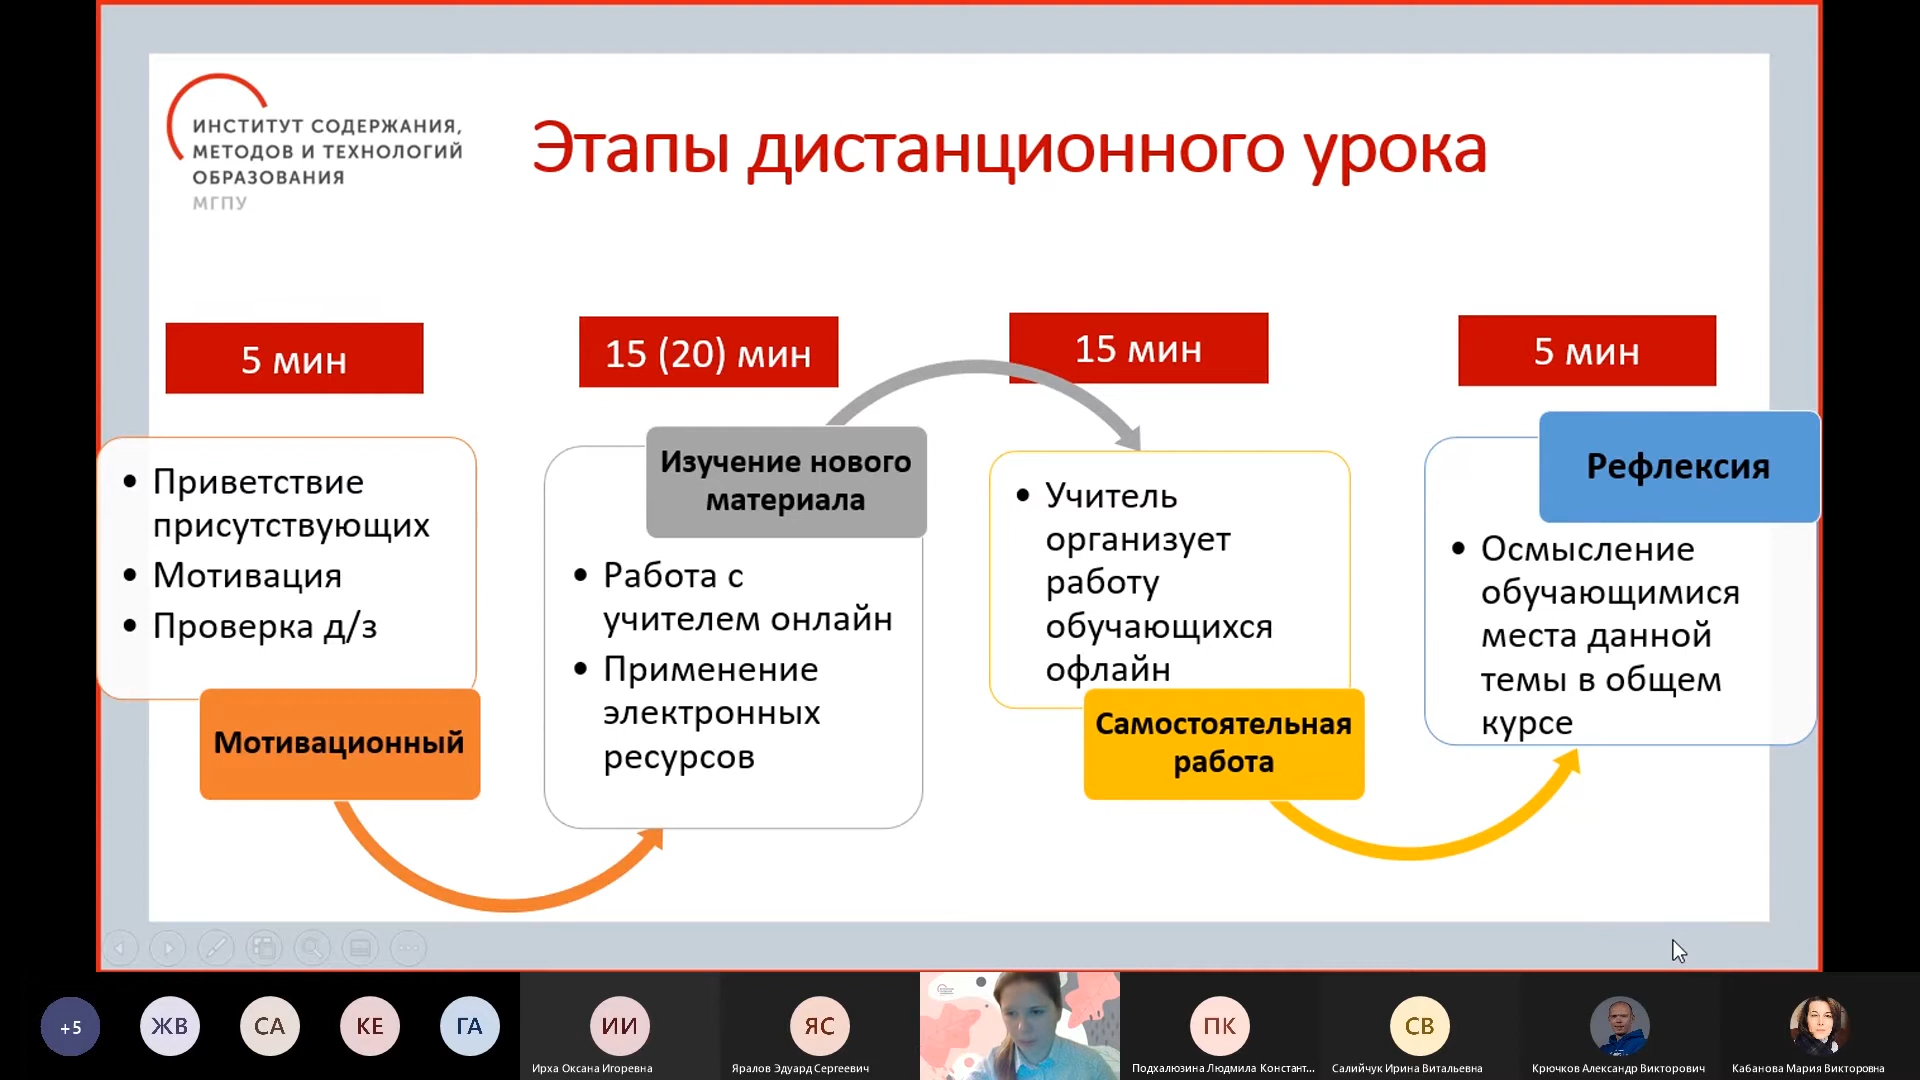 ИНСТИТУТ СОДЕРЖАНИЯ,
МЕТОДОВ И ТЕХНОЛОГИЙ
ОБРАЗОВАНИЯ
МГПУ
Этапы дистанционного урока
5 мин
• Приветствие
присутствующих
• Мотивация
• Проверка д/з
Мотивационный
15 (20) мин
Изучение нового
материала
• Работа с
учителем онлайн
• Применение
электронных
ресурсов
15 мин
• Учитель
организует
работу
обучающихся
офлайн
Самостоятельная
работа
5 мин
Рефлексия
• Осмысление
обучающимися
места данной
темы в общем
курсе
+5
ЖВ
СА
КЕ
ГА
ИИ
Ирха Оксана Игоревна
ЯС
Яралов Эдуард Сергеевич
ПК
Подхалюзина Людмила Констант...
СВ
Салийчук Ирина Витальевна
Крючков Александр Викторович
Кабанова Мария Викторовна